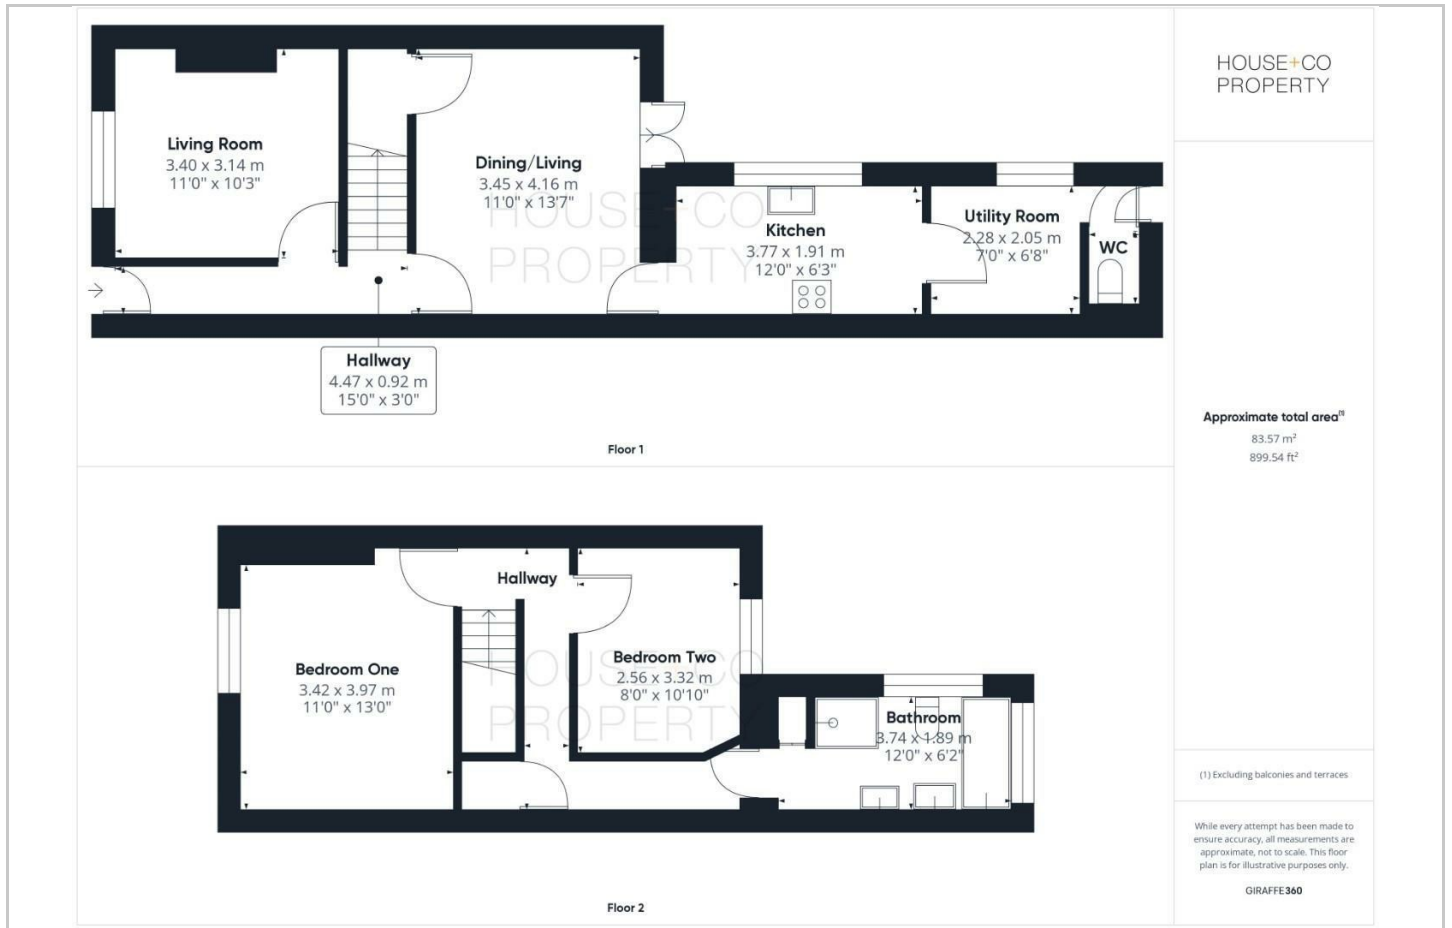 HOUSE+CO
PROPERTY
Living Room
3.40 x 3.14 m
11'0" x 10'3"
Dining/Living
3.45 x 4.16 m
11'0" x 13'7"
HOUSE+CO
PROPERTY
Kitchen
3.77 x 1.91 m
12'0" x 6'3"
Utility Room
2.28 x 2.05 m
7'0" x 6'8"
WC
Hallway
4.47 x 0.92 m
15'0" x 3'0"
Floor 1
Approximate total area(1)
83.57 m²
899.54 ft²
Hallway
Bedroom One
3.42 x 3.97 m
11'0" x 13'0"
Bedroom Two
2.56 x 3.32 m
8'0" x 10'10"
HOUSE+CO
PROPERTY
Bathroom
3.74 x 1.89 m
12'0" x 6'2"
Floor 2
(1) Excluding balconies and terraces
While every attempt has been made to
ensure accuracy, all measurements are
approximate, not to scale. This floor
plan is for illustrative purposes only.
GIRAFFE360